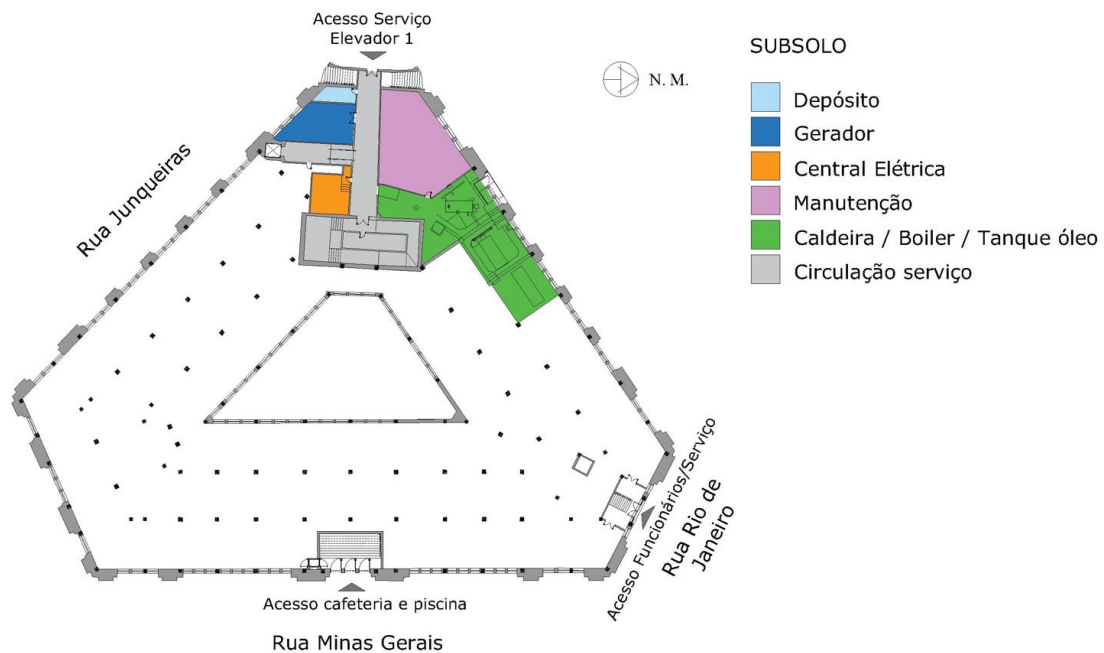 Acesso Serviço
Elevador 1
N. M.
SUBSOLO
Depósito
Gerador
Central Elétrica
Manutenção
Caldeira / Boiler / Tanque óleo
Circulação serviço
Rua Junqueiras
Acesso Funcionários/Serviço
Rua Rio de
Janeiro
Acesso cafeteria e piscina
Rua Minas Gerais